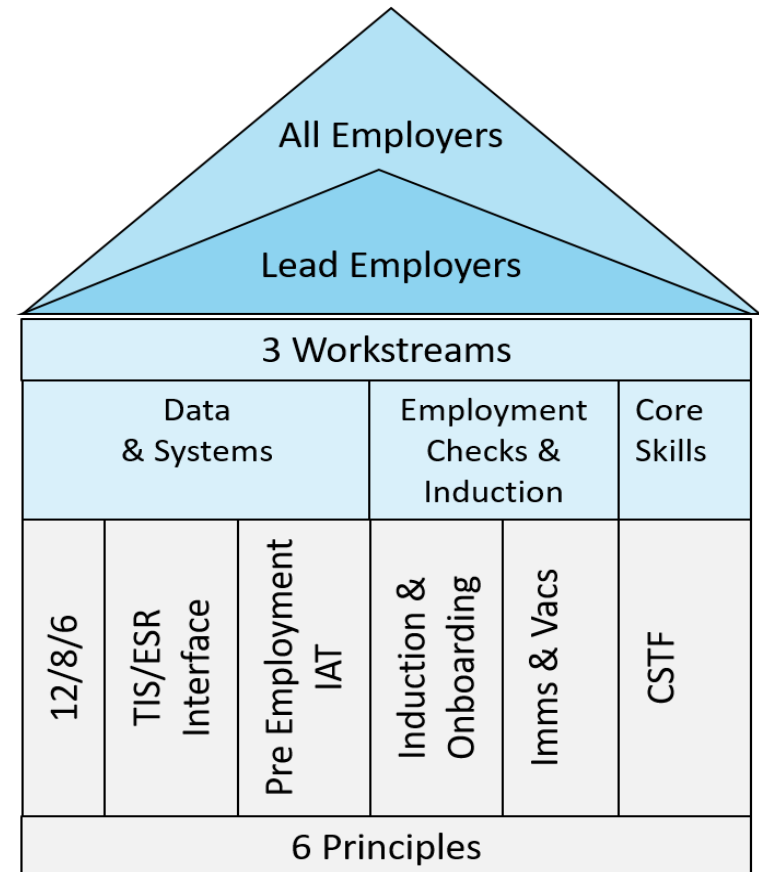 All Employers
Lead Employers
3 Workstreams
Data
& Systems
Employment
Checks &
Induction
Core
Skills
12/8/6
TIS/ESR
Interface
Pre Employment
IAT
Induction &
Onboarding
Imms & Vacs
CSTF
6 Principles